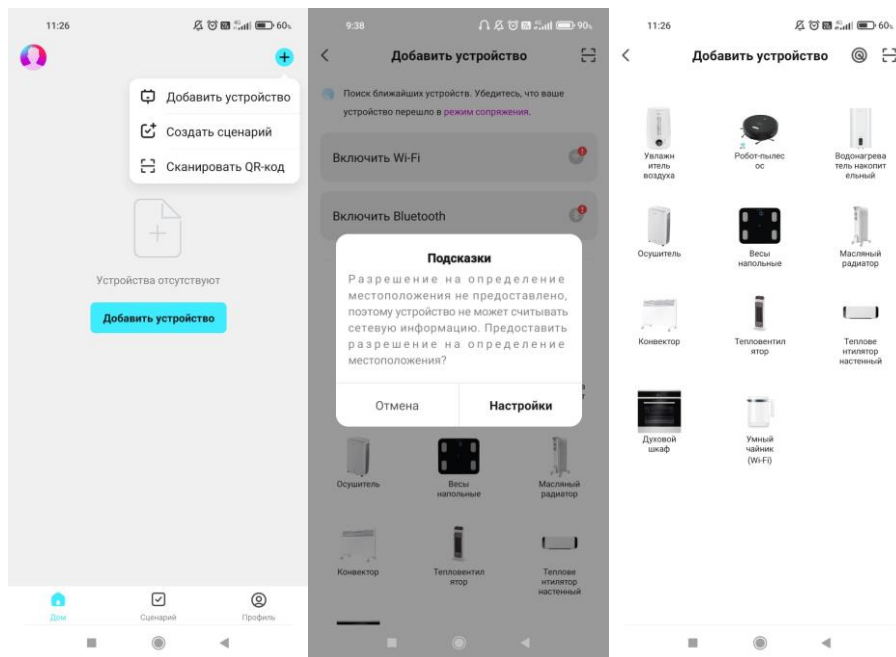 11:26
60%
Добавить устройство
Создать сценарий
Сканировать QR-код
Устройства отсутствуют
Добавить устройство
Дом
Сценарий
Профиль
9:38
90%
Добавить устройство
Поиск ближайших устройств. Убедитесь, что ваше
устройство перешло в режим сопряжения.
Включить Wi-Fi
Включить Bluetooth
Подсказки
Разрешение на определение
местоположения не предоставлено,
поэтому устройство не может считывать
сетевую информацию. Предоставить
разрешение на определение
местоположения?
Отмена
Настройки
Осушитель
Весы
напольные
Масляный
радиатор
Конвектор
Тепловентил
ятор
Теплове
нтилятор
настенный
11:26
60%
Добавить устройство
Увлажн
итель
воздуха
Робот-пылес
ос
Водонагрева
тель накопит
ельный
Осушитель
Весы
напольные
Масляный
радиатор
Конвектор
Тепловентил
ятор
Теплове
нтилятор
настенный
Духовой
шкаф
Умный
чайник
(Wi-Fi)